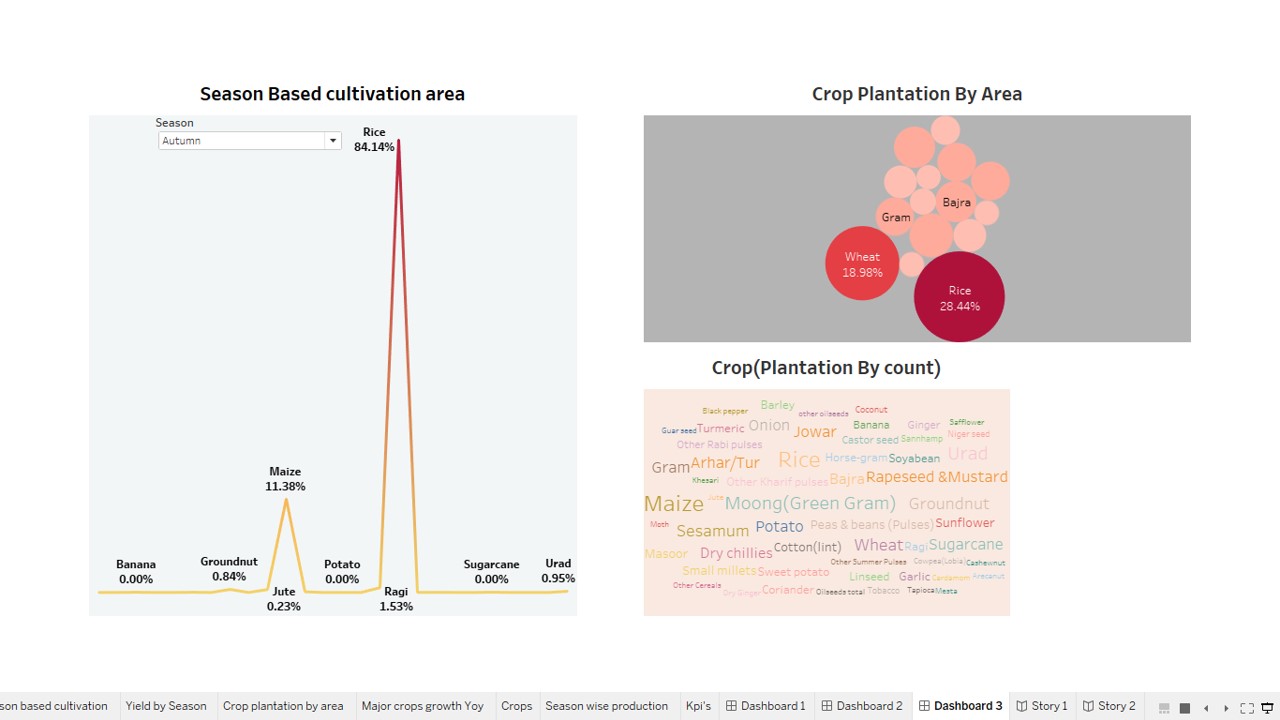 Season Based cultivation area
Season
Autumn
Rice
84.14%
Maize
11.38%
Banana
0.00%
Groundnut
0.84%
Jute
0.23%
Potato
0.00%
Ragi
1.53%
Sugarcane
0.00%
Urad
0.95%
Crop Plantation By Area
Bajra
Gram
Wheat
18.98%
Rice
28.44%
Crop(Plantation By count)
Barley
Black pepper
other oilseeds
Coconut
Guar seed
Turmeric
Onion
Jowar
Banana
Ginger
Safflower
Niger seed
Other Rabi pulses
Castor seed
Sannhamp
Gram
Arhar/Tur
Rice
Horse-gram
Soyabean
Urad
Khesari
Other Kharif pulses
Bajra
Rapeseed &Mustard
Maize
Jute
Moong(Green Gram)
Groundnut
Moth
Sesamum
Potato
Peas & beans (Pulses)
Sunflower
Masoor
Dry chillies
Cotton(lint)
Wheat
Ragi
Sugarcane
Other Summer Pulses
Cowpea(Lobia)
Cashewnut
Small millets
Sweet potato
Linseed
Garlic
Cardamom
Arecanut
Other Cereals
Dry Ginger
Coriander
Oilseeds total
Tobacco
Tapioca
Mesta
son based cultivation
Yield by Season
Crop plantation by area
Major crops growth Yoy
Crops
Season wise production
Kpi's
Dashboard 1
Dashboard 2
Dashboard 3
Story 1
Story 2